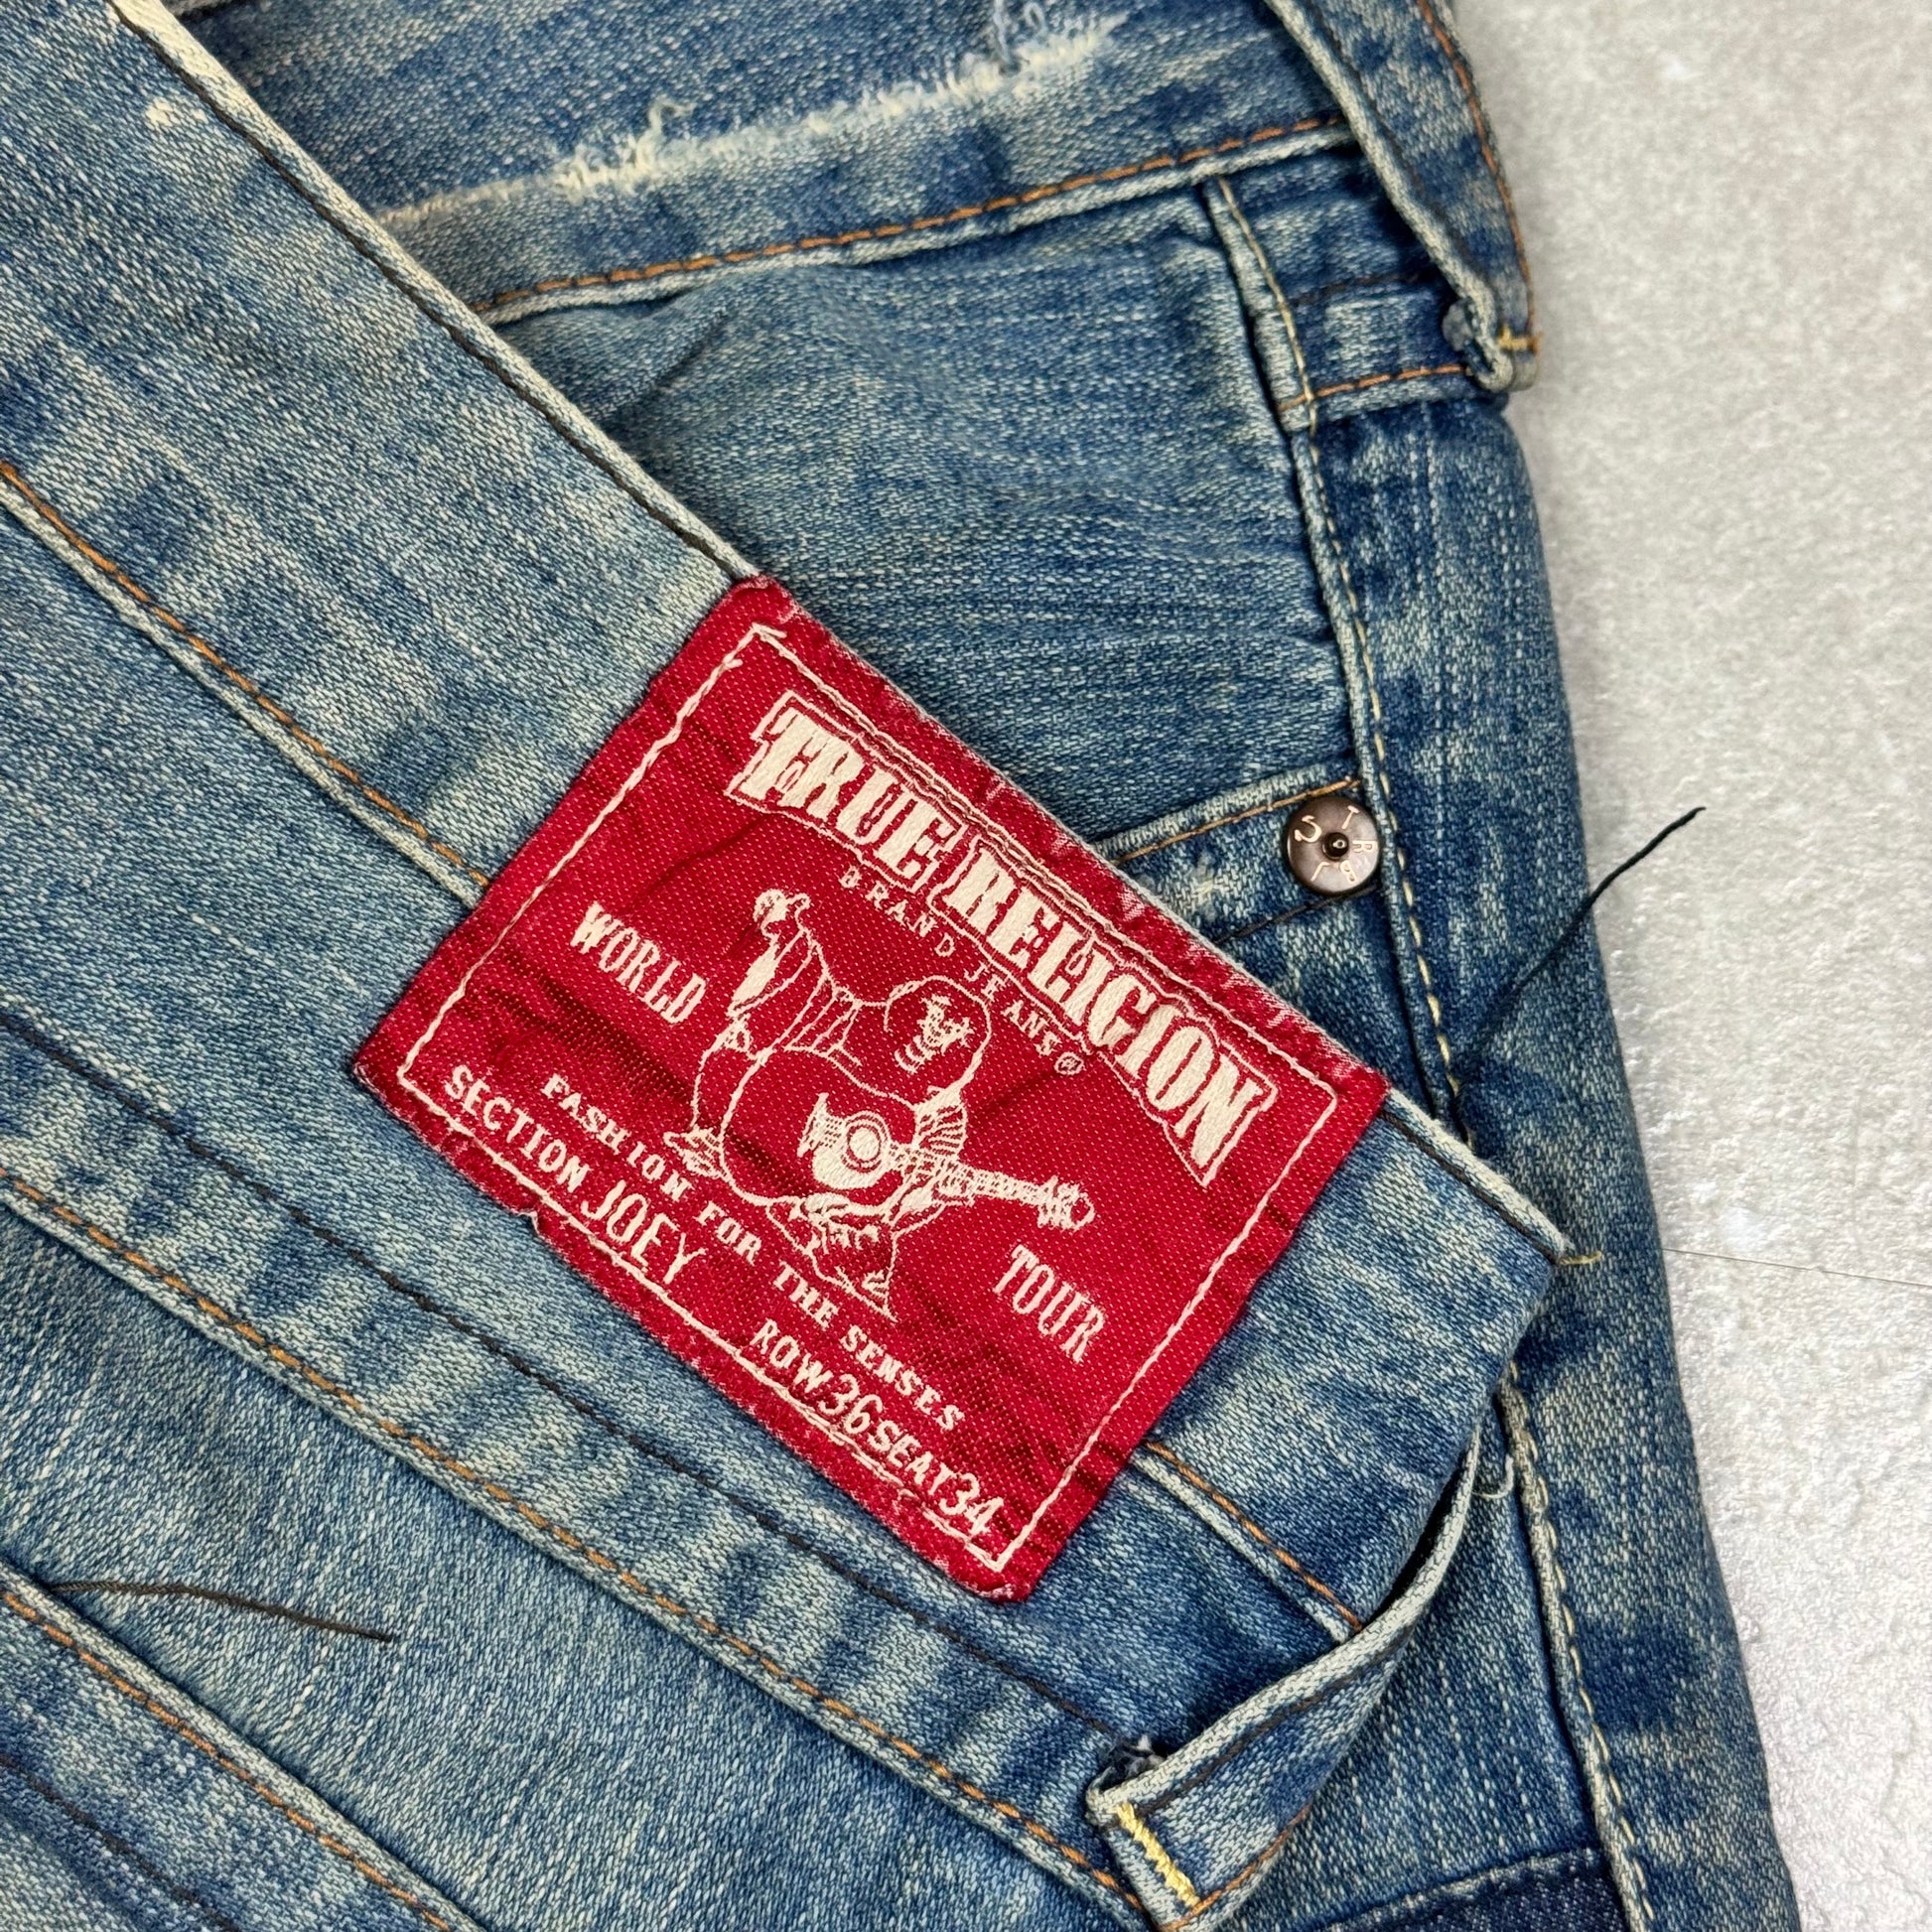 TRUE RELIGION
BRAND JEANS®
WORLD TOUR
FASHION FOR THE SENSES
SECTION JOEY ROW36SEAT34
T R B J